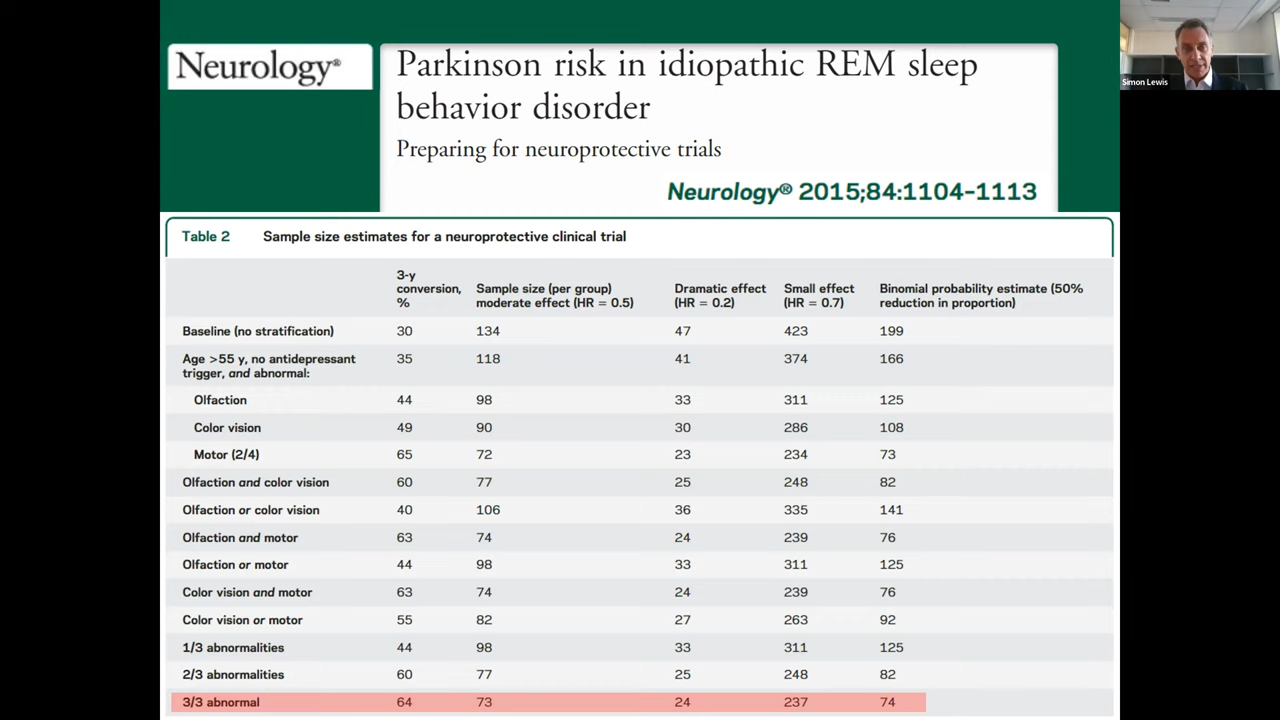 Neurology®
Parkinson risk in idiopathic REM sleep
behavior disorder
Preparing for neuroprotective trials
Neurology® 2015;84:1104–1113
Simon Lewis
Table 2 Sample size estimates for a neuroprotective clinical trial
3-y conversion, % Sample size (per group) moderate effect (HR = 0.5) Dramatic effect (HR = 0.2) Small effect (HR = 0.7) Binomial probability estimate (50% reduction in proportion)
Baseline (no stratification) 30 134 47 423 199
Age >55 y, no antidepressant trigger, and abnormal: 35 118 41 374 166
Olfaction 44 98 33 311 125
Color vision 49 90 30 286 108
Motor (2/4) 65 72 23 234 73
Olfaction and color vision 60 77 25 248 82
Olfaction or color vision 40 106 36 335 141
Olfaction and motor 63 74 24 239 76
Olfaction or motor 44 98 33 311 125
Color vision and motor 63 74 24 239 76
Color vision or motor 55 82 27 263 92
1/3 abnormalities 44 98 33 311 125
2/3 abnormalities 60 77 25 248 82
3/3 abnormal 64 73 24 237 74